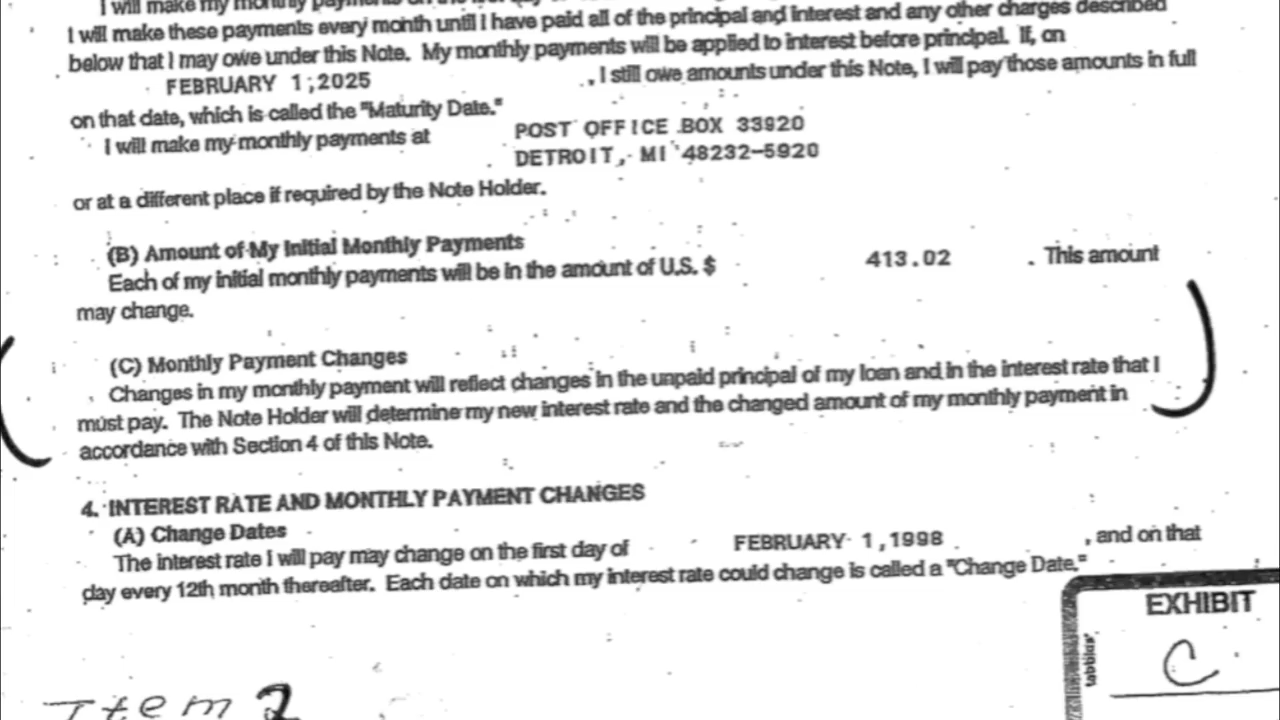 I will make my monthly payments on the first day
I will make these payments every month until I have paid all of the principal and interest and any other charges described
below that I may owe under this Note. My monthly payments will be applied to interest before principal. If, on
FEBRUARY 1,2025 , I still owe amounts under this Note, I will pay those amounts in full
on that date, which is called the "Maturity Date."
I will make my monthly payments at POST OFFICE BOX 33920
DETROIT, MI 48232-5920
or at a different place if required by the Note Holder.
(B) Amount of My Initial Monthly Payments
Each of my initial monthly payments will be in the amount of U.S. $ 413.02 . This amount
may change.
(C) Monthly Payment Changes
Changes in my monthly payment will reflect changes in the unpaid principal of my loan and in the interest rate that I
must pay. The Note Holder will determine my new interest rate and the changed amount of my monthly payment in
accordance with Section 4 of this Note.
4. INTEREST RATE AND MONTHLY PAYMENT CHANGES
(A) Change Dates
The interest rate I will pay may change on the first day of FEBRUARY 1,1998 , and on that
day every 12th month thereafter. Each date on which my interest rate could change is called a "Change Date."
EXHIBIT
C
tabbies'
Item 2